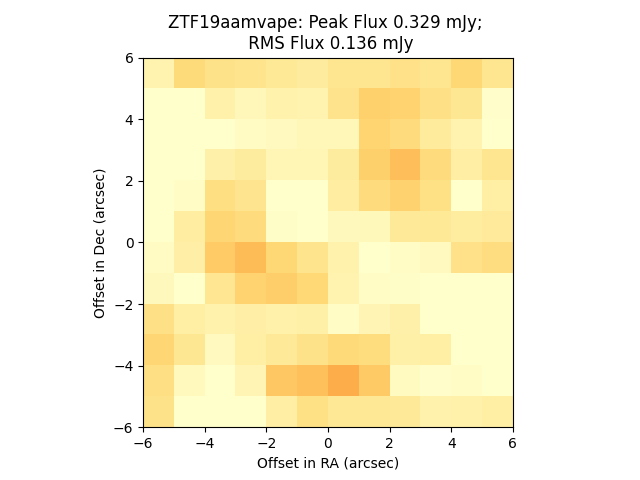 ZTF19aamvape: Peak Flux 0.329 mJy;
RMS Flux 0.136 mJy
6
4
2
0
−2
−4
−6
Offset in Dec (arcsec)
−6 −4 −2 0 2 4 6
Offset in RA (arcsec)